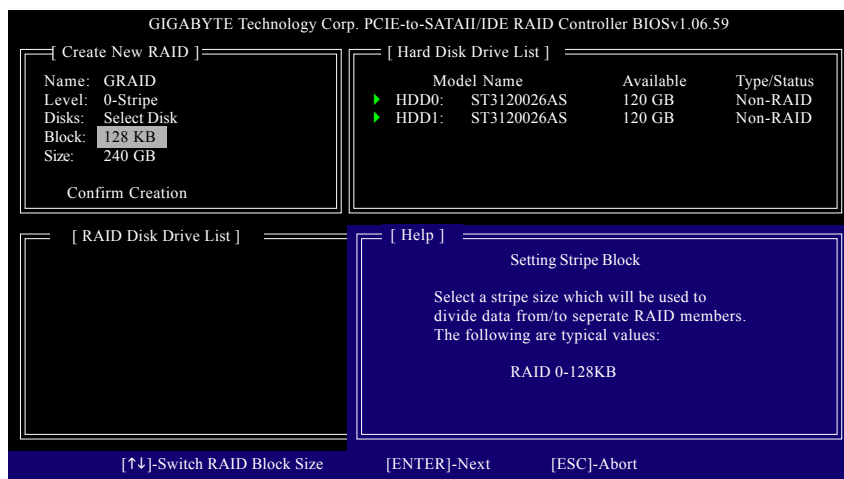 GIGABYTE Technology Corp. PCIE-to-SATAII/IDE RAID Controller BIOSv1.06.59
[ Create New RAID ]
Name: GRAID
Level: 0-Stripe
Disks: Select Disk
Block: 128 KB
Size: 240 GB
Confirm Creation
[ Hard Disk Drive List ]
Model Name Available Type/Status
HDD0: ST3120026AS 120 GB Non-RAID
HDD1: ST3120026AS 120 GB Non-RAID
[ RAID Disk Drive List ]
[ Help ]
Setting Stripe Block
Select a stripe size which will be used to
divide data from/to seperate RAID members.
The following are typical values:
RAID 0-128KB
[↑↓]-Switch RAID Block Size [ENTER]-Next [ESC]-Abort